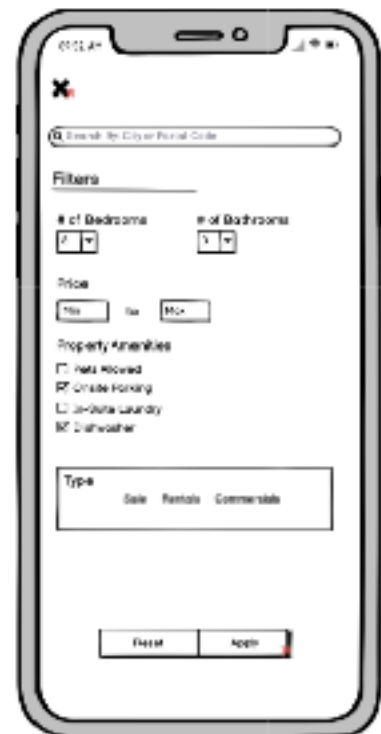 Search By City or Postal Code
Filters
# of Bedrooms # of Bathrooms
Price
Min to Max
Property Amenities
Pets Allowed
Onsite Parking
In-Suite Laundry
Dishwasher
Type
Sale Rentals Commercials
Reset Apply